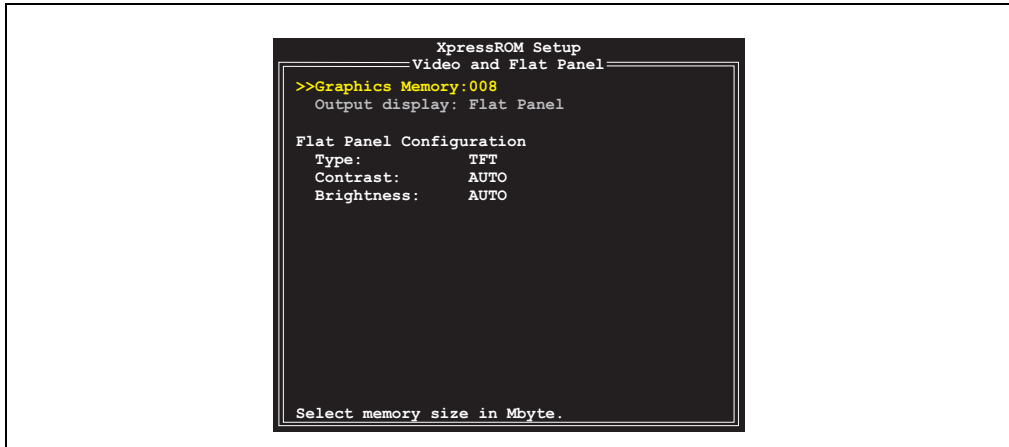 XpressROM Setup
Video and Flat Panel
>>Graphics Memory:008
Output display: Flat Panel
Flat Panel Configuration
Type: TFT
Contrast: AUTO
Brightness: AUTO
Select memory size in Mbyte.